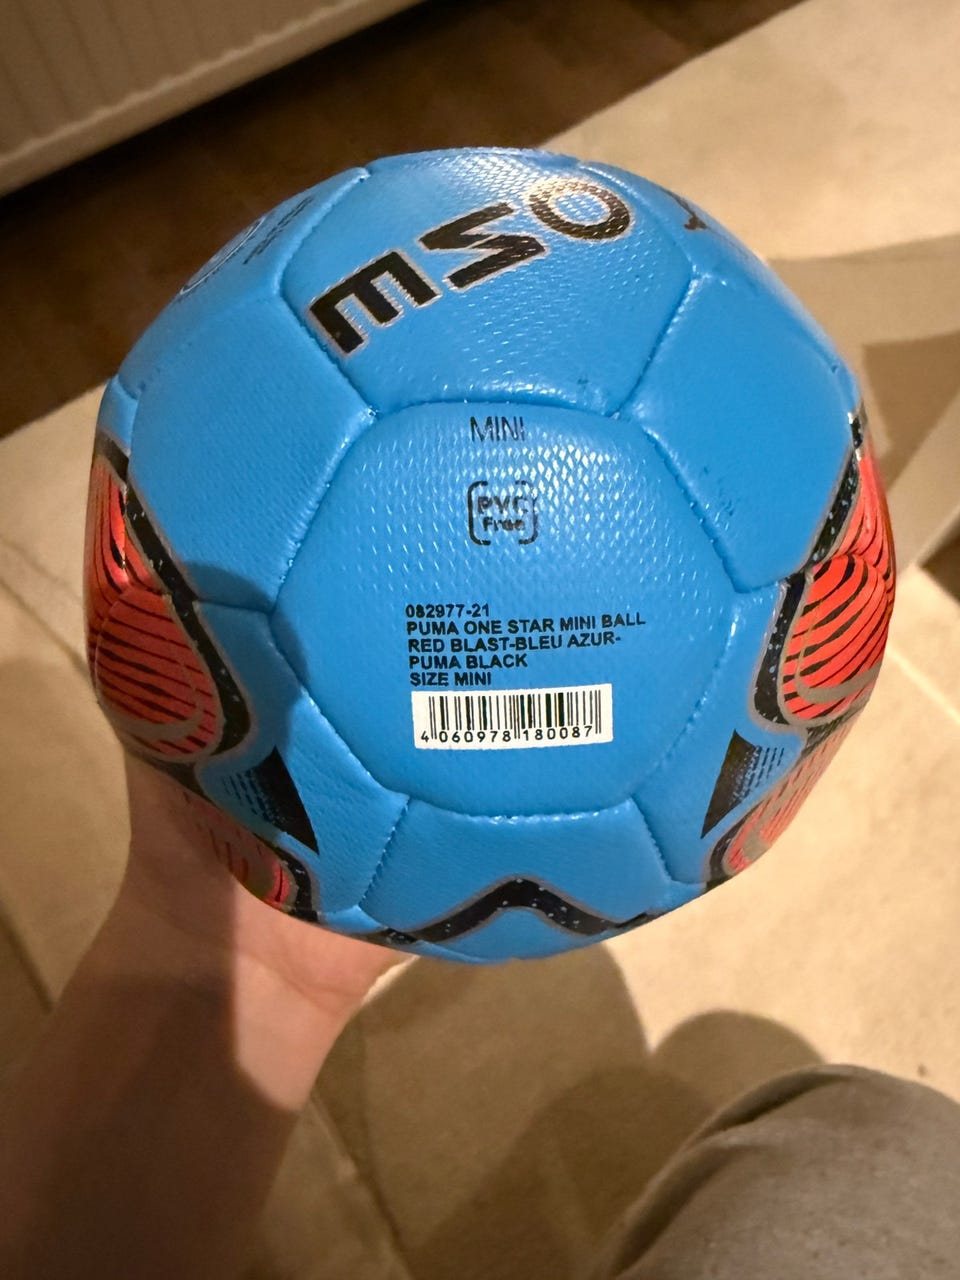 ONE
MINI
PVC
Free
082977-21
PUMA ONE STAR MINI BALL
RED BLAST-BLEU AZUR-
PUMA BLACK
SIZE MINI
4 060978 180087